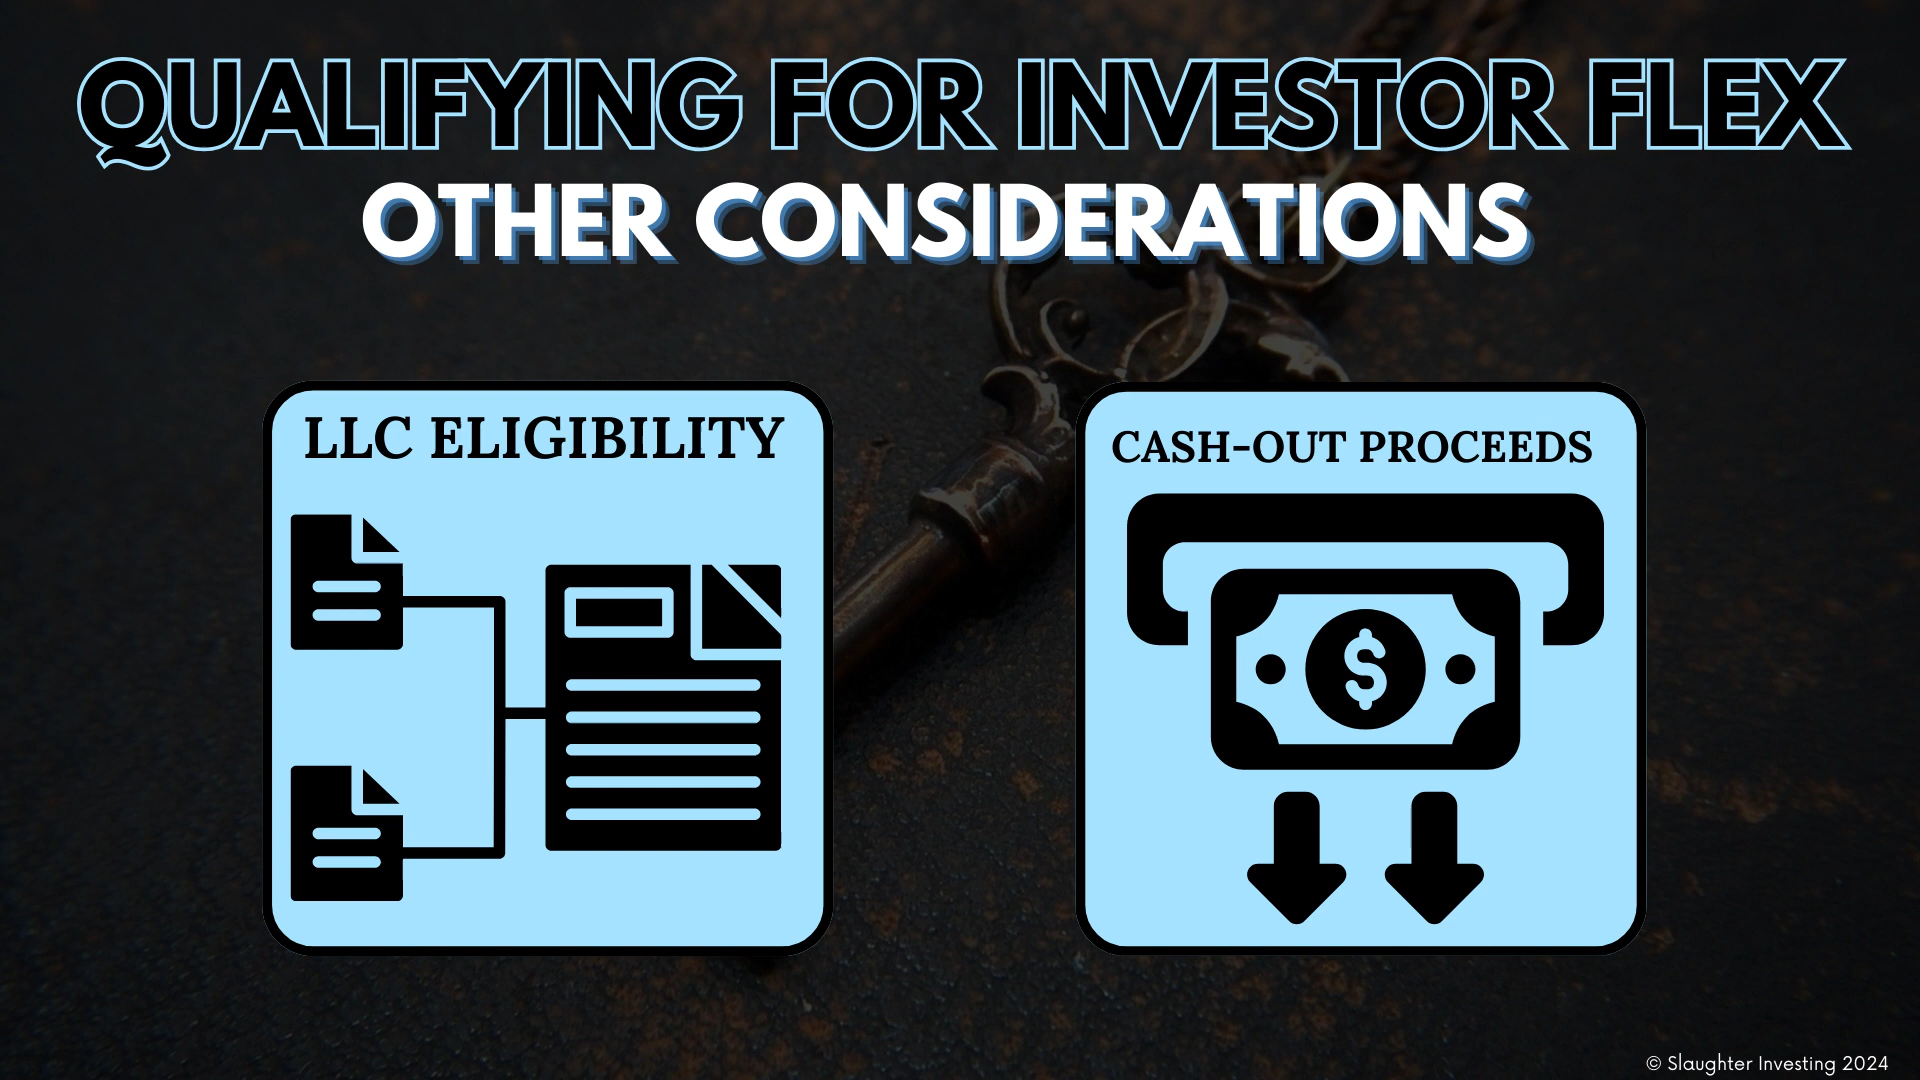 QUALIFYING FOR INVESTOR FLEX
OTHER CONSIDERATIONS
LLC ELIGIBILITY
CASH-OUT PROCEEDS
$
© Slaughter Investing 2024